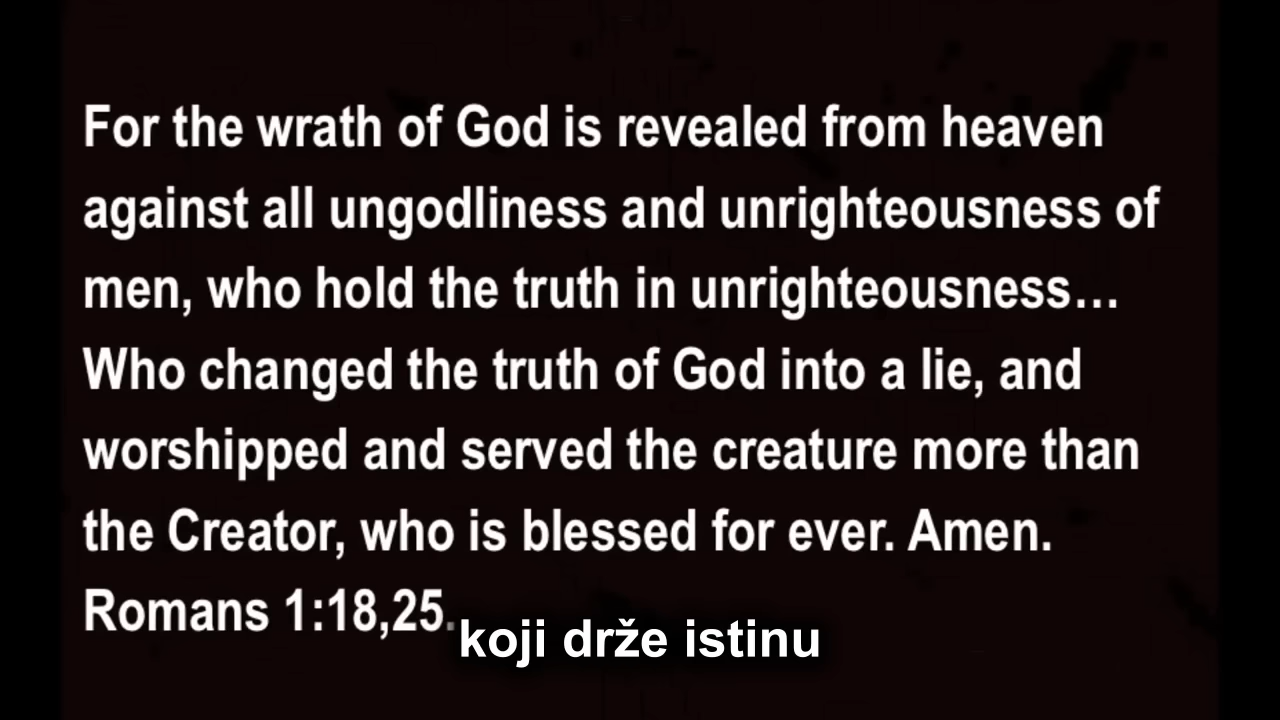 For the wrath of God is revealed from heaven
against all ungodliness and unrighteousness of
men, who hold the truth in unrighteousness…
Who changed the truth of God into a lie, and
worshipped and served the creature more than
the Creator, who is blessed for ever. Amen.
Romans 1:18,25.
koji drže istinu